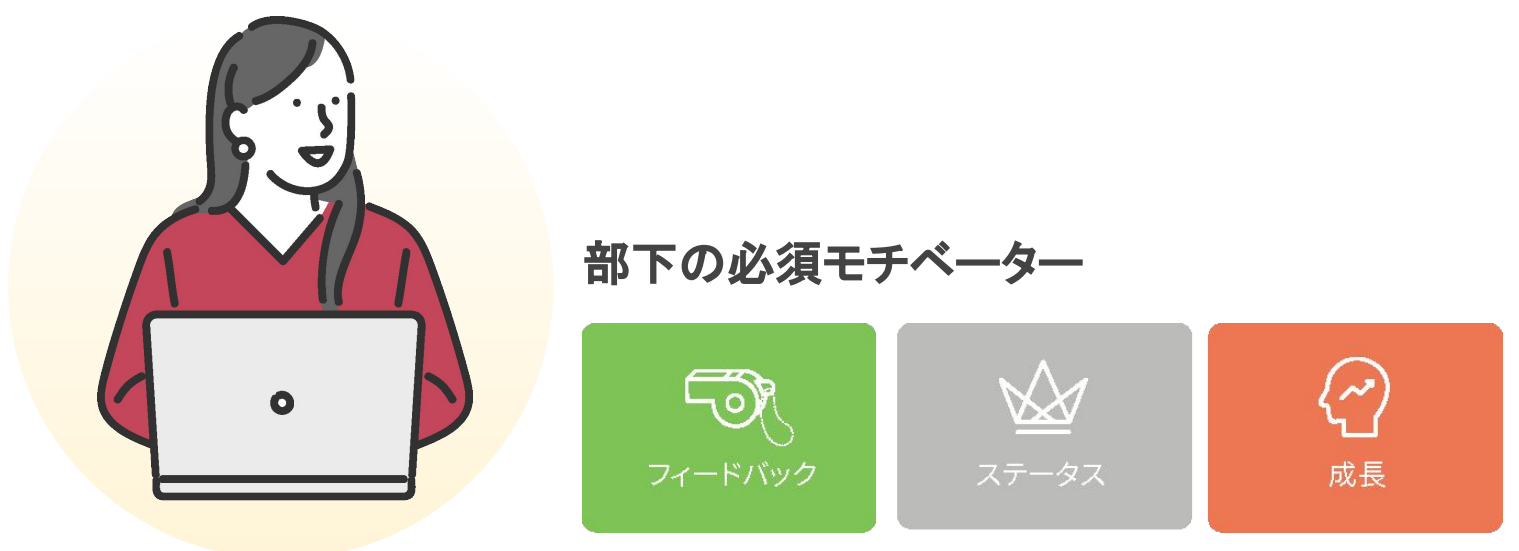 部下の必須モチベーター
フィードバック
ステータス
成長